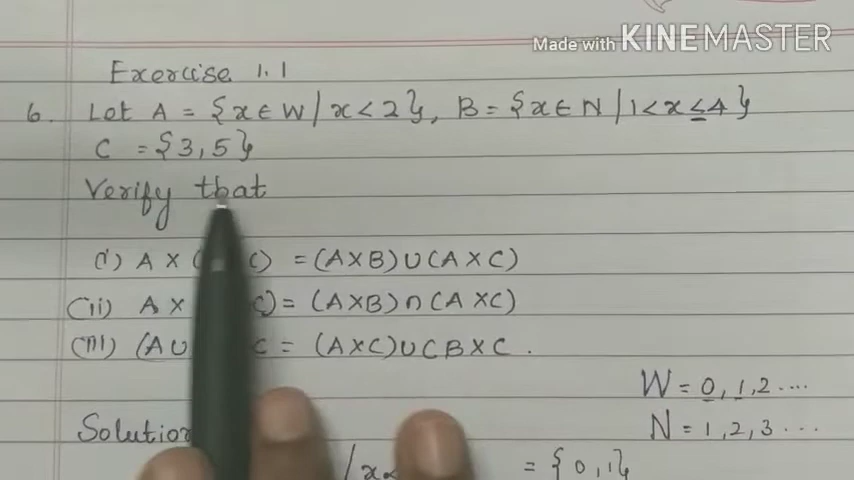 Made with KINEMASTER
Exercise 1.1
6. Let A = {x ∈ W / x < 2}, B = {x ∈ N / 1 < x ≤ 4}
C = {3, 5}
Verify that
(i) A × ( C) = (A×B) ∪ (A×C)
(ii) A × C) = (A×B) ∩ (A×C)
(iii) (A ∪ C = (A×C) ∪ (B×C .
W = 0, 1, 2 ....
N = 1, 2, 3 ...
Solution
/ x< = {0, 1}